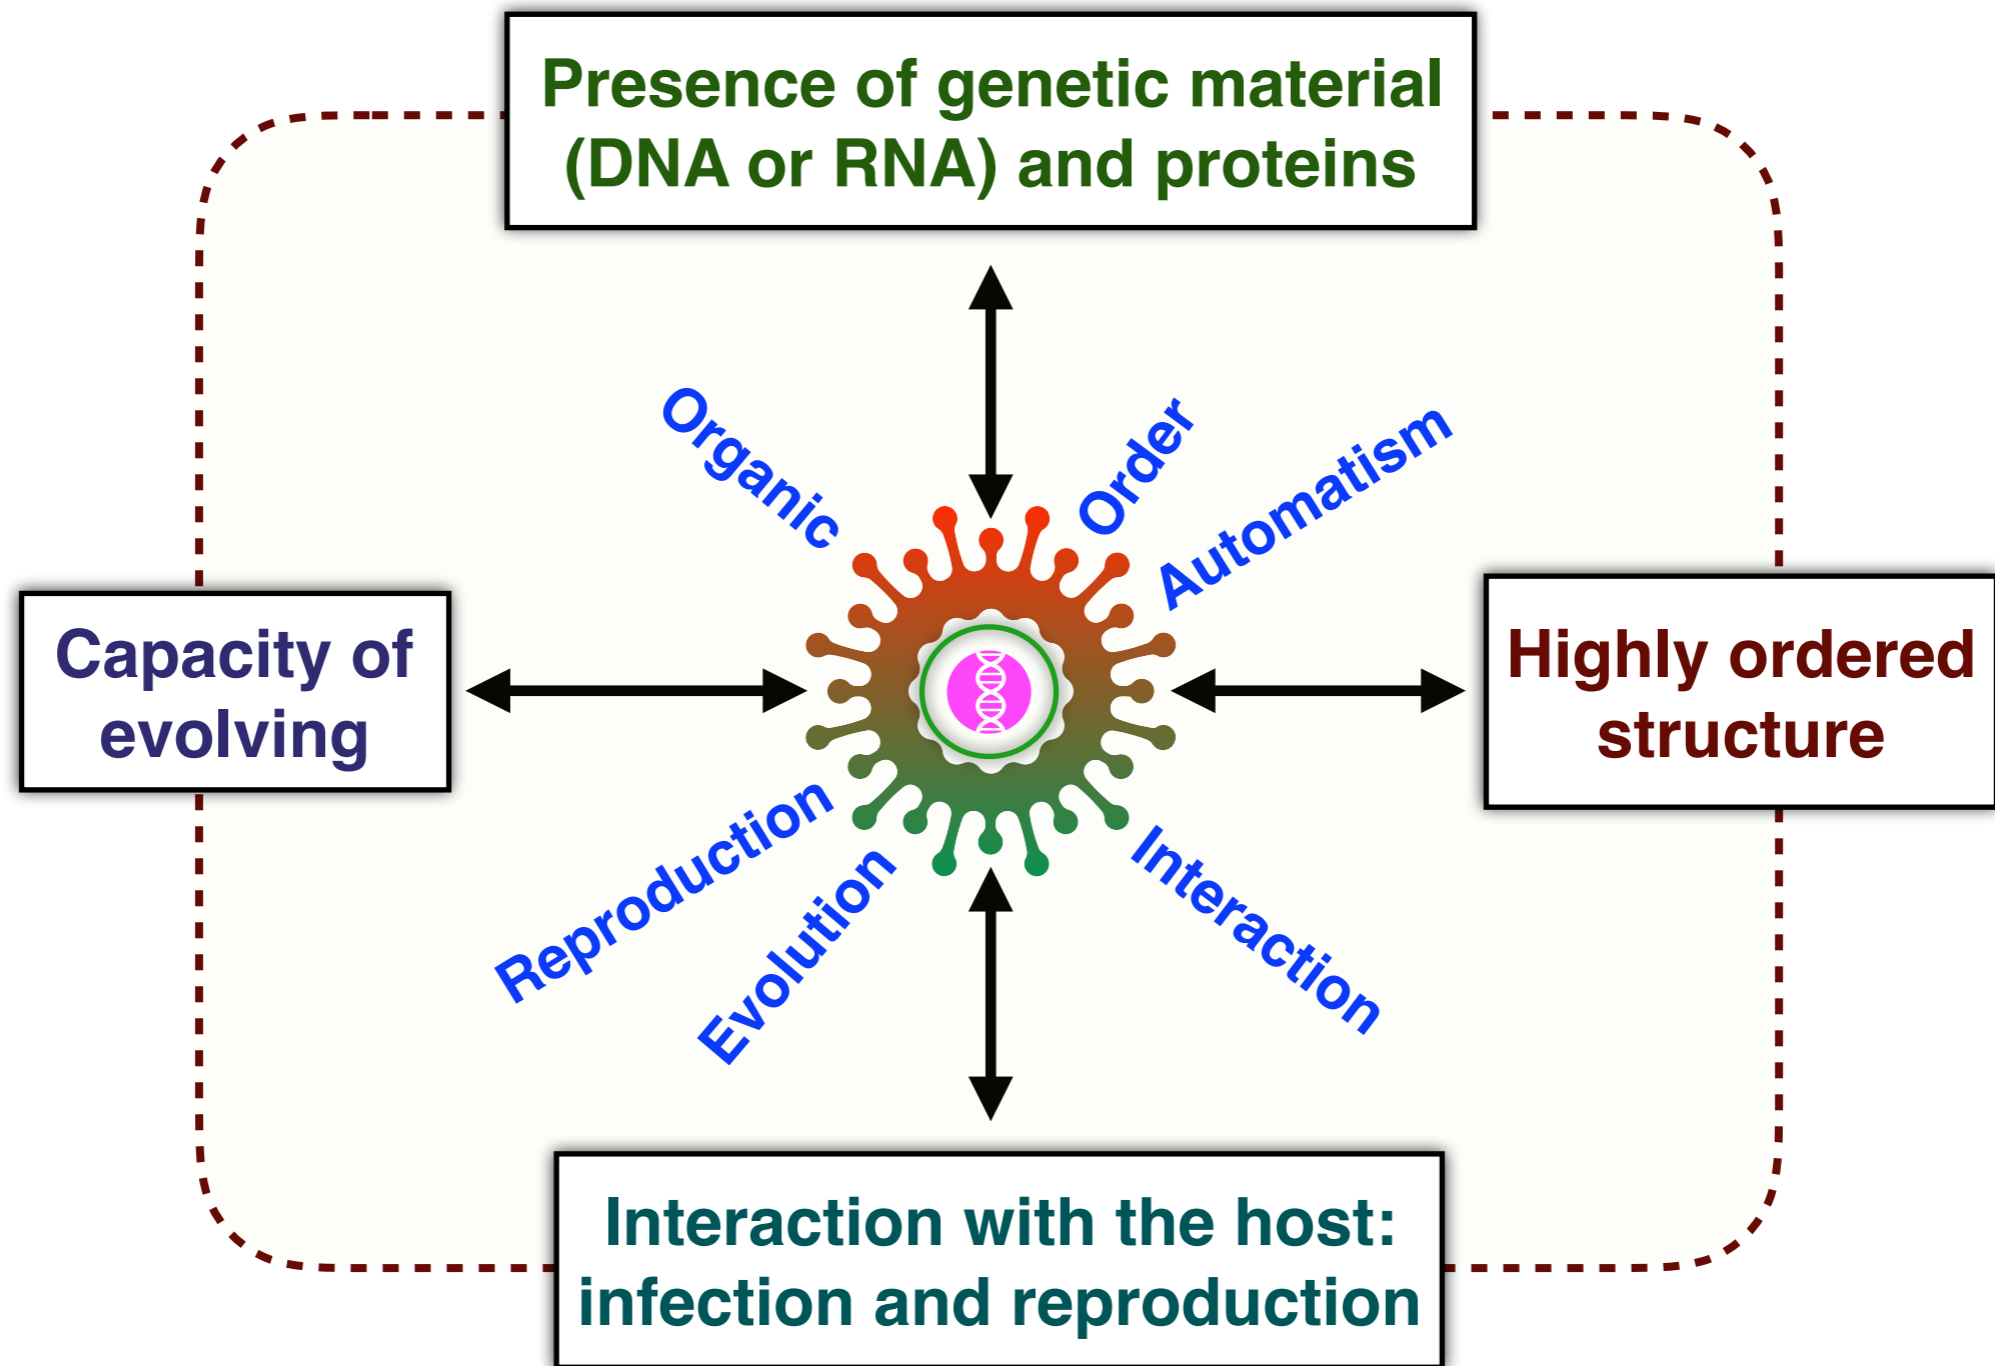 Presence of genetic material
(DNA or RNA) and proteins
Organic
Order
Automatism
Capacity of
evolving
Highly ordered
structure
Reproduction
Evolution
Interaction
Interaction with the host:
infection and reproduction